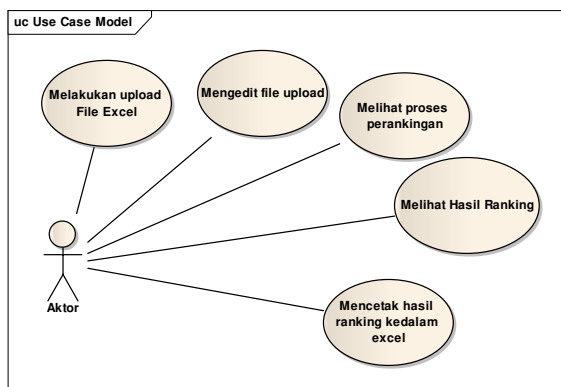 uc Use Case Model
Melakukan upload
File Excel
Mengedit file upload
Melihat proses
perankingan
Melihat Hasil Ranking
Aktor
Mencetak hasil
ranking kedalam
excel